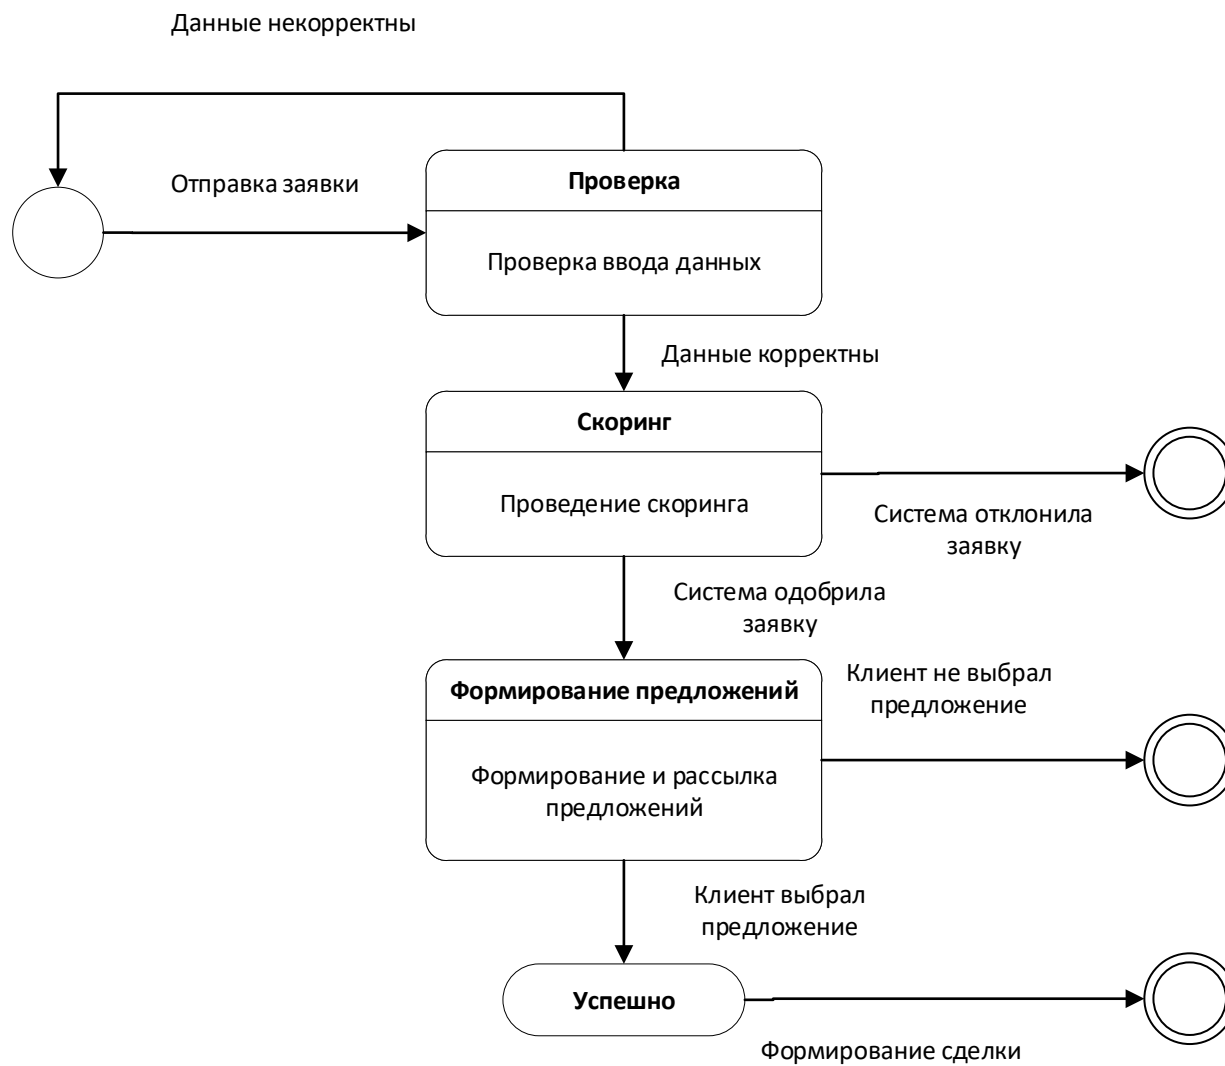 Данные некорректны
Отправка заявки
Проверка
Проверка ввода данных
Данные корректны
Скоринг
Проведение скоринга
Система отклонила
заявку
Система одобрила
заявку
Формирование предложений
Клиент не выбрал
предложение
Формирование и рассылка
предложений
Клиент выбрал
предложение
Успешно
Формирование сделки